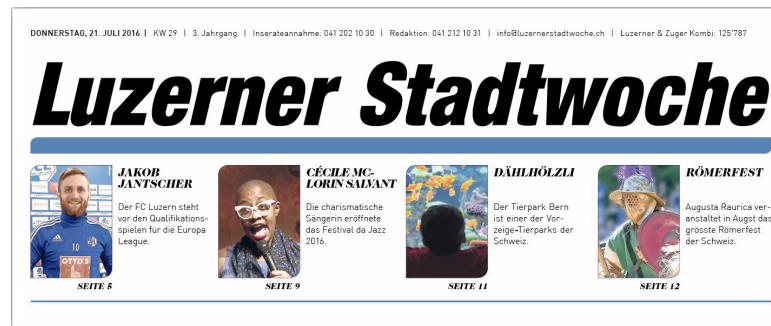 DONNERSTAG, 21. JULI 2016 | KW 29 | 3. Jahrgang | Inserateannahme: 041 202 10 30 | Redaktion: 041 212 10 31 | info@luzernerstadtwoche.ch | Luzerner & Zuger Kombi: 125'787
Luzerner Stadtwoche
JAKOB
JANTSCHER
Der FC Luzern steht
vor den Qualifikations-
spielen für die Europa
League.
10
OTTO'S
SEITE 5
CÉCILE MC-
LORIN SALVANT
Die charismatische
Sängerin eröffnete
das Festival da Jazz
2016.
SEITE 9
DÄHLHÖLZLI
Der Tierpark Bern
ist einer der Vor-
zeige-Tierparks der
Schweiz.
SEITE 11
RÖMERFEST
Augusta Raurica ver-
anstaltet in Augst das
grösste Römerfest
der Schweiz.
SEITE 12